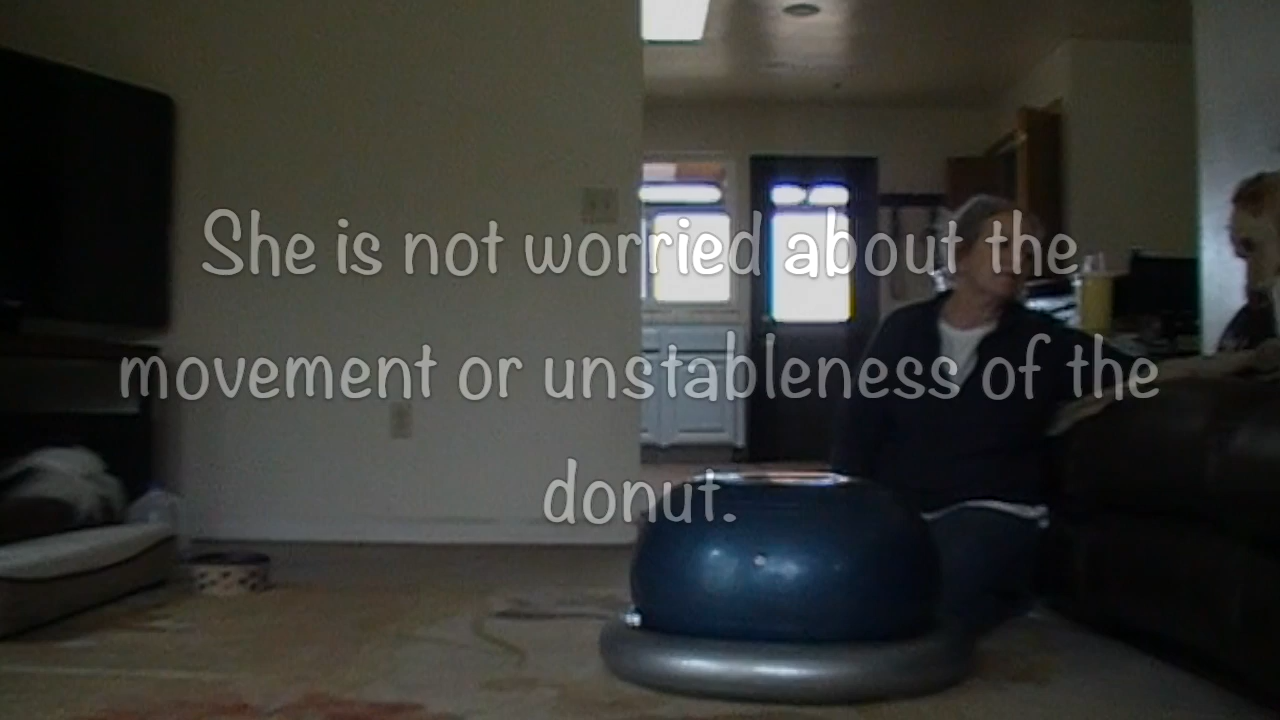 She is not worried about the
movement or unstableness of the
donut.